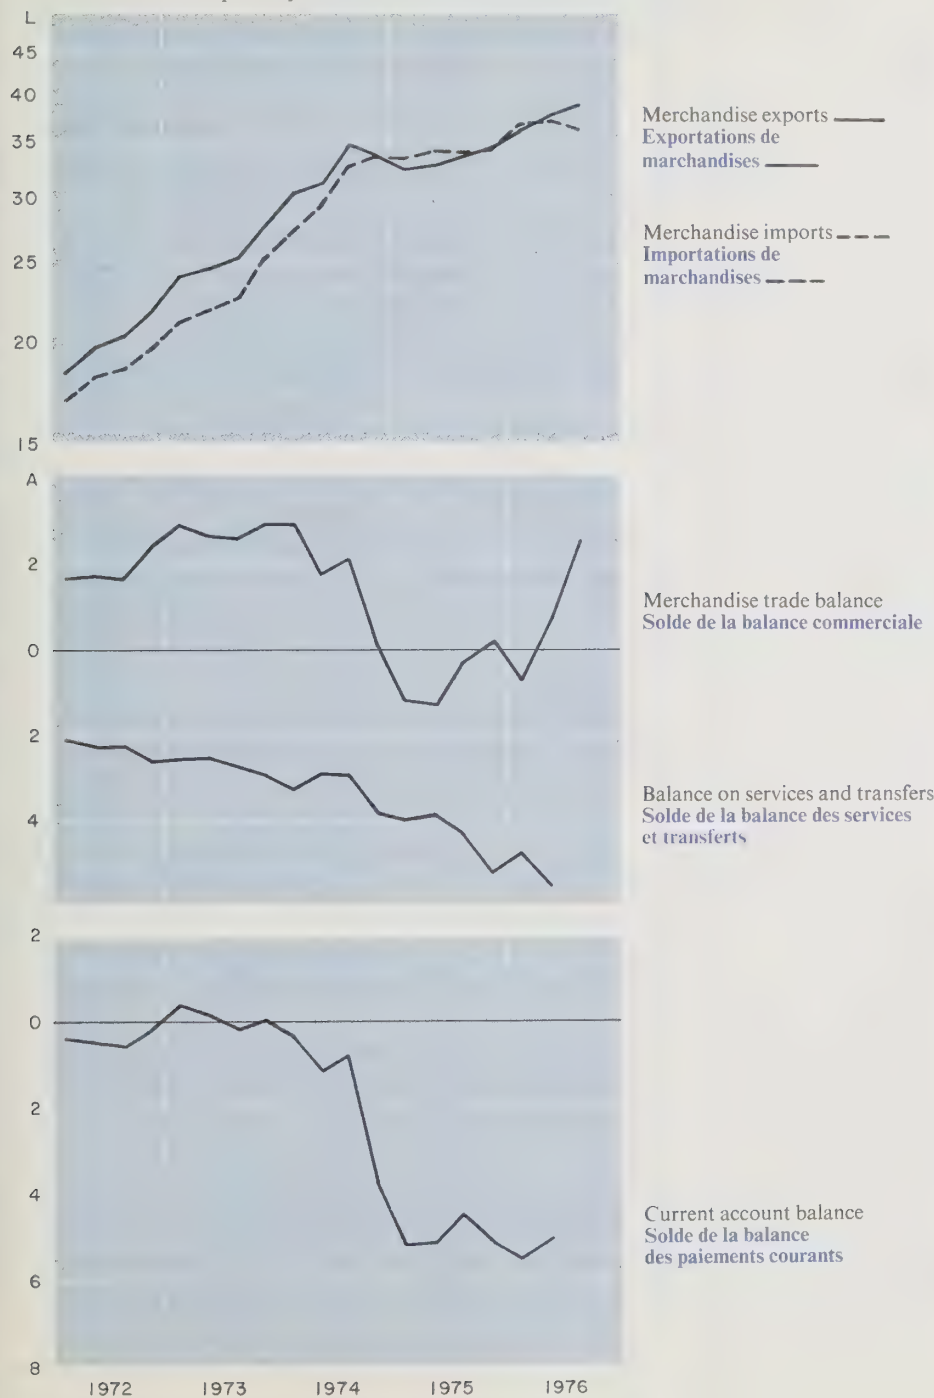 L
45
40
35
30
25
20
15
Merchandise exports
Exportations de
marchandises
Merchandise imports
Importations de
marchandises
A
2
0
2
4
Merchandise trade balance
Solde de la balance commerciale
Balance on services and transfers
Solde de la balance des services
et transferts
2
0
2
4
6
8
Current account balance
Solde de la balance
des paiements courants
1972 1973 1974 1975 1976